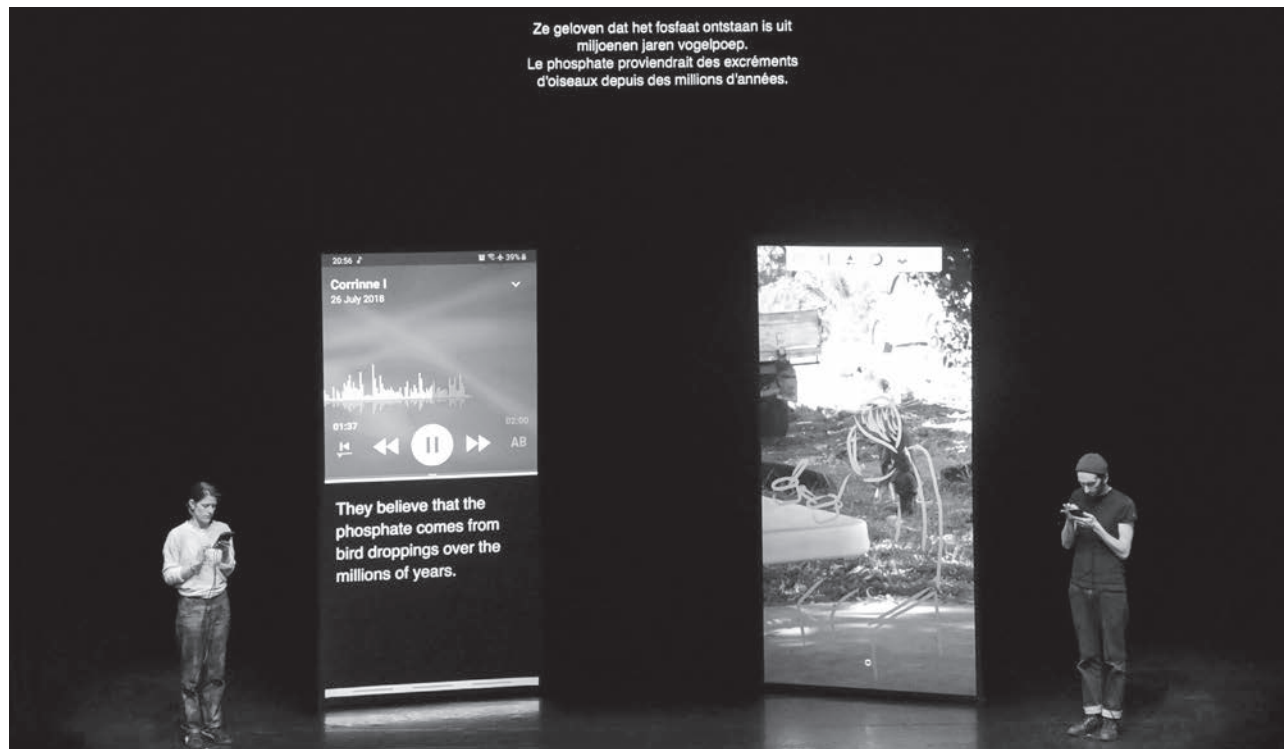 Ze geloven dat het fosfaat ontstaan is uit
miljoenen jaren vogelpoep.
Le phosphate proviendrait des excréments
d'oiseaux depuis des millions d'années.
20:56
39%
Corrinne I
26 July 2018
01:37
02:00
AB
They believe that the
phosphate comes from
bird droppings over the
millions of years.